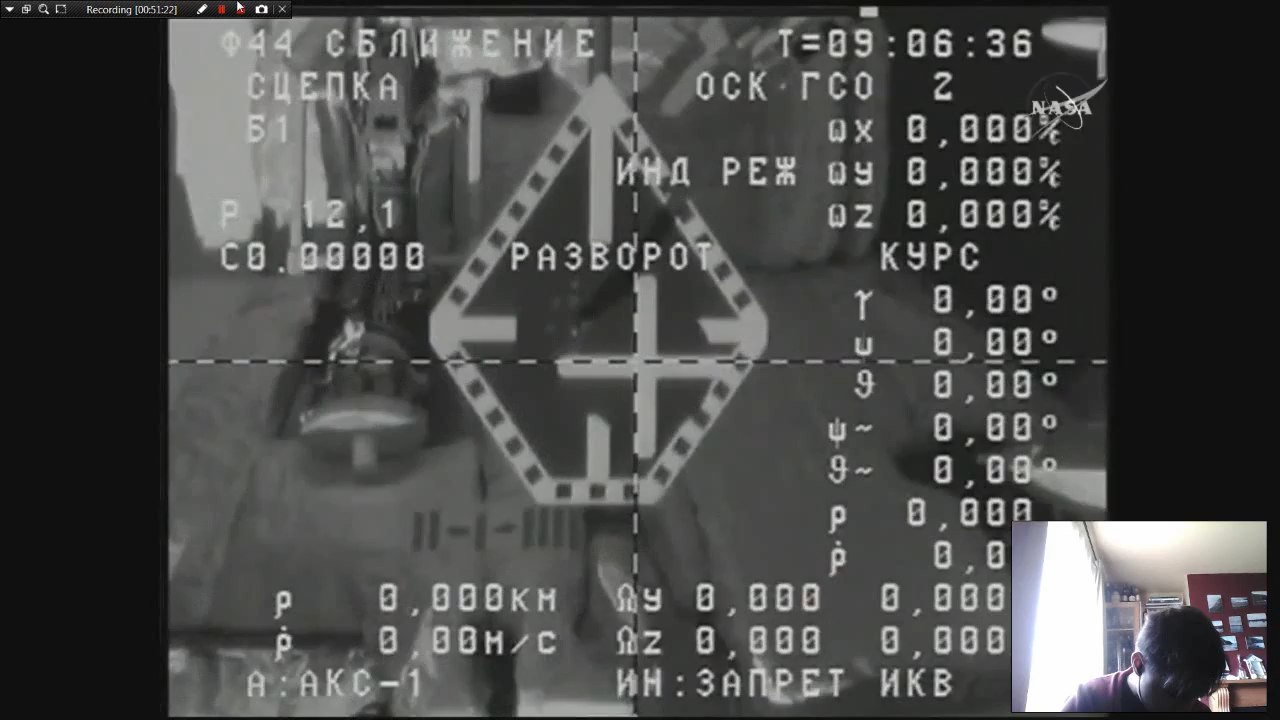 Recording [00:51:22]
Ф44 СБЛИЖЕНИЕ T=09:06:36
СЦЕПКА ОСК ГСО 2
NASA
Б1 ωX 0,000%
ИНД РЕЖ ωУ 0,000%
Р 12,1 ωZ 0,000%
С0.00000 РАЗВОРОТ КУРС
γ 0,00°
υ 0,00°
ϑ 0,00°
ψ~ 0,00°
ϑ~ 0,00°
ρ 0,000
ρ̇ 0,0
ρ 0,000КМ ΩУ 0,000 0,000
ρ̇ 0,00М/С ΩZ 0,000 0,000
А:АКС-1 ИН:ЗАПРЕТ ИКВ